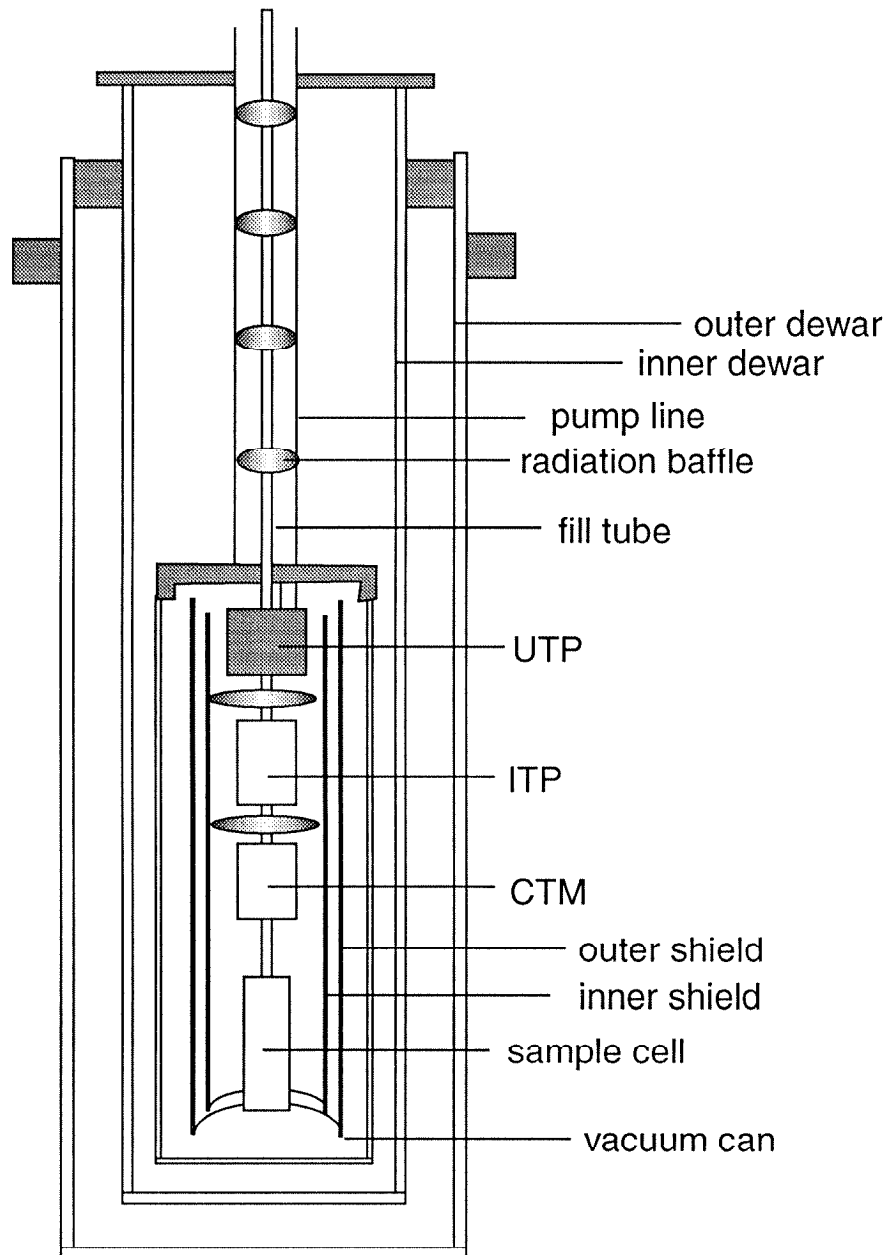 outer dewar
inner dewar
pump line
radiation baffle
fill tube
UTP
ITP
CTM
outer shield
inner shield
sample cell
vacuum can